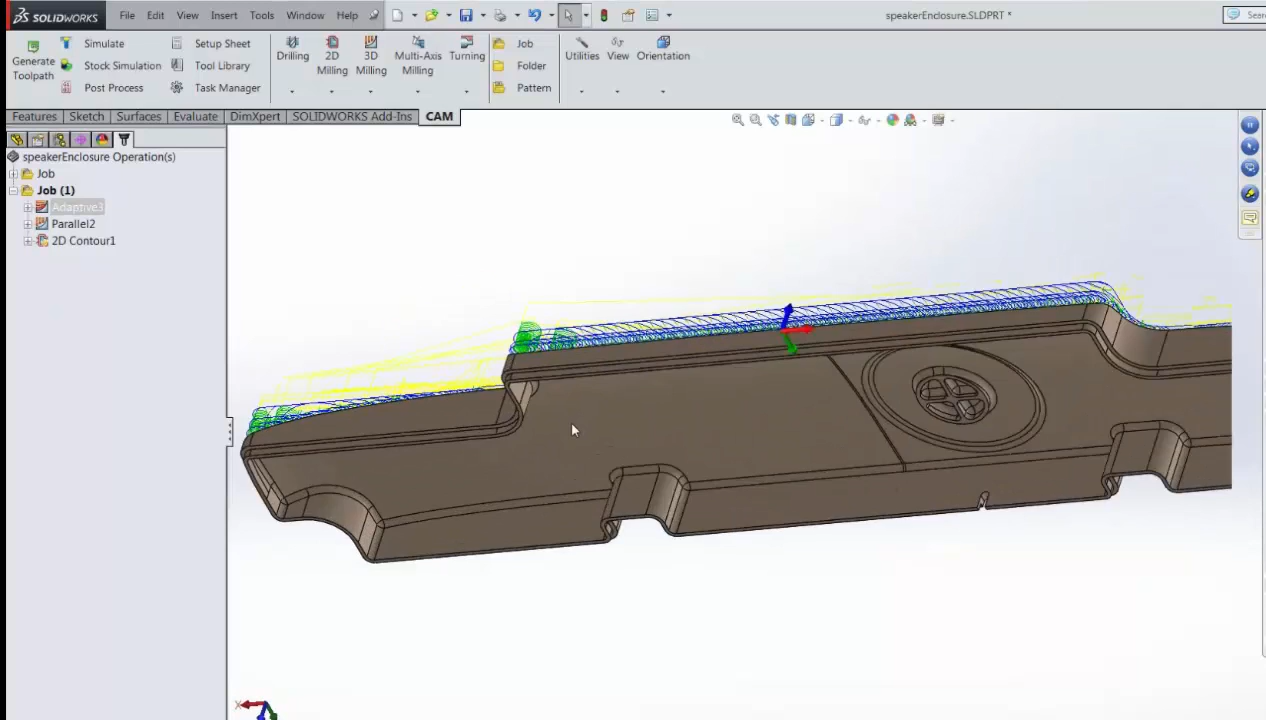 SOLIDWORKS File Edit View Insert Tools Window Help speakerEnclosure.SLDPRT * Sear
Generate Toolpath
Simulate Setup Sheet
Stock Simulation Tool Library
Post Process Task Manager
Drilling
2D Milling
3D Milling
Multi-Axis Milling
Turning
Job
Folder
Pattern
Utilities View Orientation
Features Sketch Surfaces Evaluate DimXpert SOLIDWORKS Add-Ins CAM
speakerEnclosure Operation(s)
Job
Job (1)
Adaptive3
Parallel2
2D Contour1
X